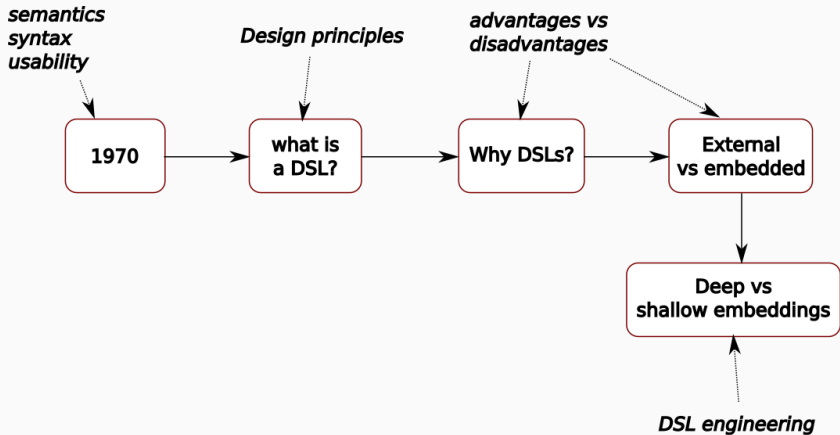 semantics
syntax
usability
Design principles
advantages vs
disadvantages
1970
what is
a DSL?
Why DSLs?
External
vs embedded
Deep vs
shallow embeddings
DSL engineering